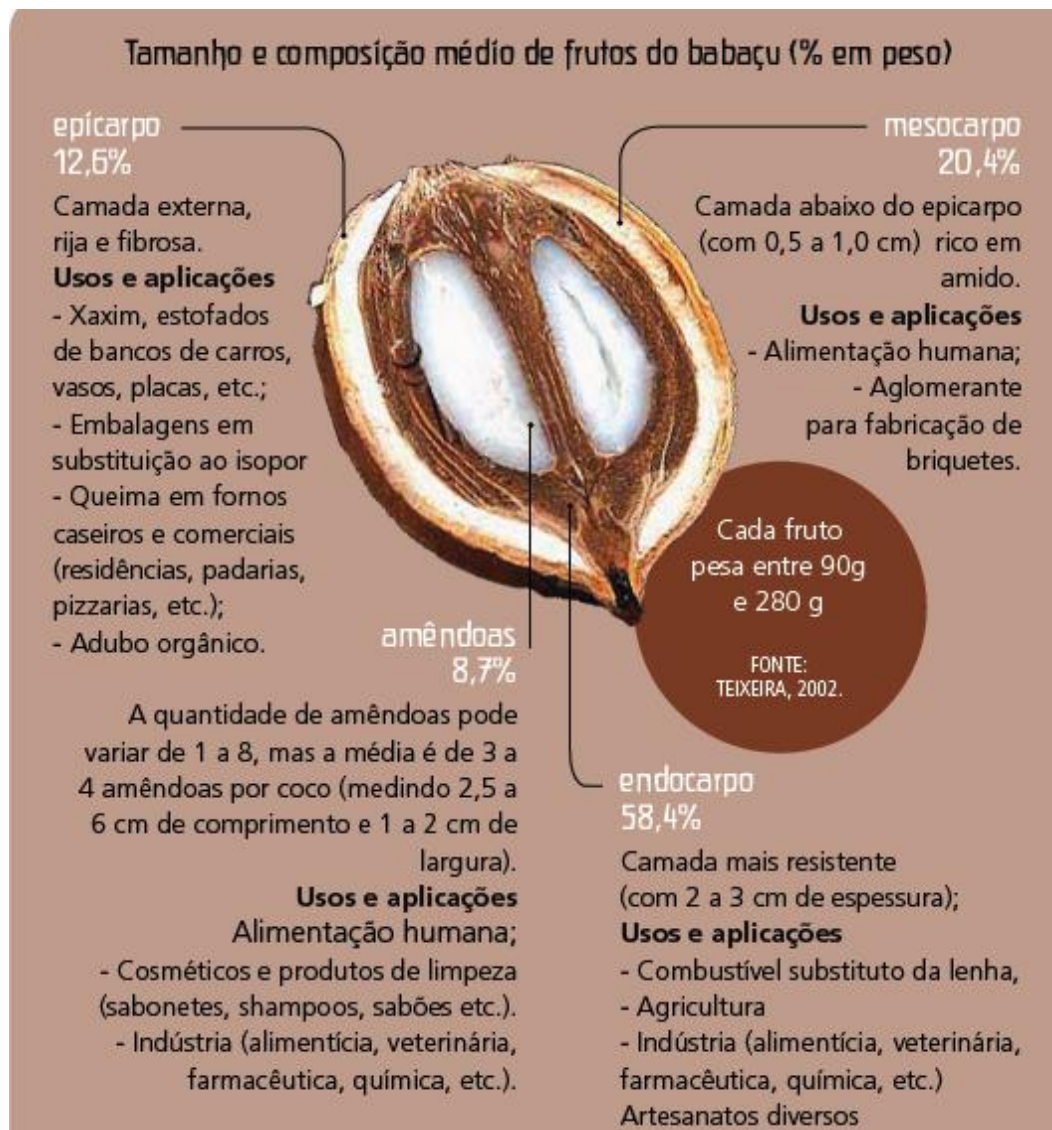 Tamanho e composição médio de frutos do babaçu (% em peso)
epicarpo
12,6%
Camada externa,
rija e fibrosa.
Usos e aplicações
- Xaxim, estofados
de bancos de carros,
vasos, placas, etc.;
- Embalagens em
substituição ao isopor
- Queima em fornos
caseiros e comerciais
(residências, padarias,
pizzarias, etc.);
- Adubo orgânico.
mesocarpo
20,4%
Camada abaixo do epicarpo
(com 0,5 a 1,0 cm) rico em
amido.
Usos e aplicações
- Alimentação humana;
- Aglomerante
para fabricação de
briquetes.
Cada fruto
pesa entre 90g
e 280 g
FONTE:
TEIXEIRA, 2002.
amêndoas
8,7%
A quantidade de amêndoas pode
variar de 1 a 8, mas a média é de 3 a
4 amêndoas por coco (medindo 2,5 a
6 cm de comprimento e 1 a 2 cm de
largura).
Usos e aplicações
Alimentação humana;
- Cosméticos e produtos de limpeza
(sabonetes, shampoos, sabões etc.).
- Indústria (alimentícia, veterinária,
farmacêutica, química, etc.).
endocarpo
58,4%
Camada mais resistente
(com 2 a 3 cm de espessura);
Usos e aplicações
- Combustível substituto da lenha,
- Agricultura
- Indústria (alimentícia, veterinária,
farmacêutica, química, etc.)
Artesanatos diversos